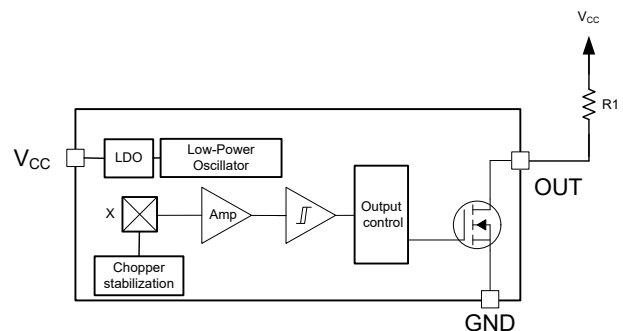 VCC
R1
VCC
LDO
Low-Power
Oscillator
OUT
X
Amp
Output
control
Chopper
stabilization
GND